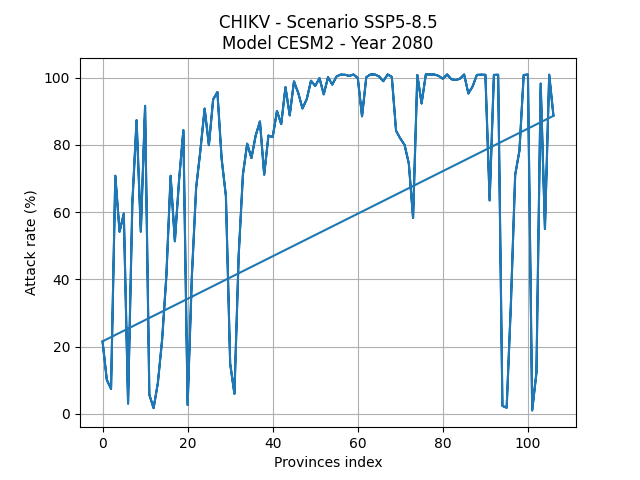 CHIKV - Scenario SSP5-8.5
Model CESM2 - Year 2080
100
80
60
40
20
0
Attack rate (%)
0 20 40 60 80 100
Provinces index